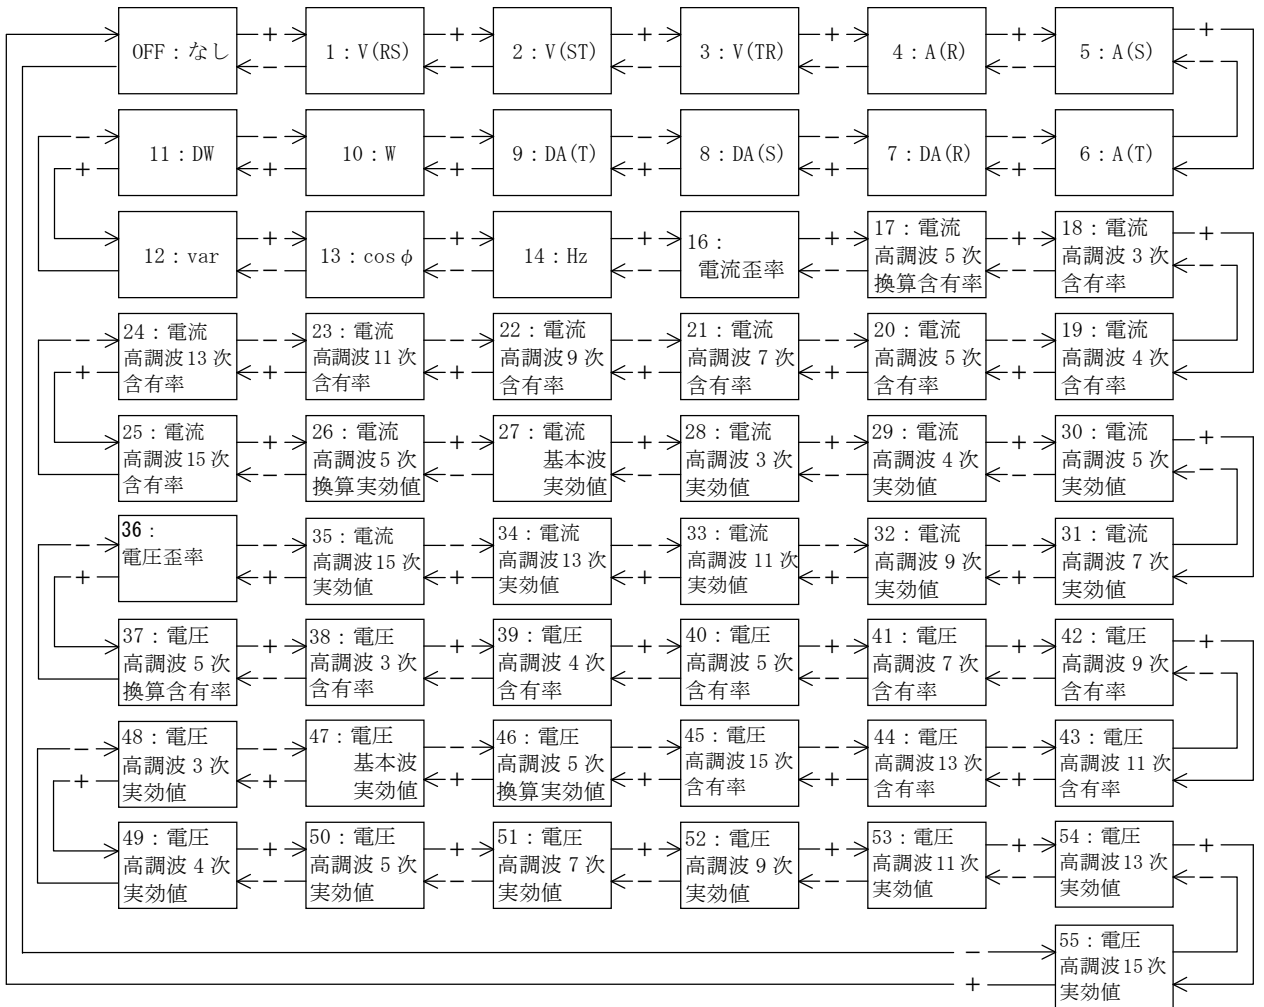 OFF：なし ＋ － 1：V(RS) ＋ － 2：V(ST) ＋ － 3：V(TR) ＋ － 4：A(R) ＋ － 5：A(S) ＋ －
－ ＋ 11：DW － ＋ 10：W － ＋ 9：DA(T) － ＋ 8：DA(S) － ＋ 7：DA(R) － ＋ 6：A(T)
12：var ＋ － 13：cosφ ＋ － 14：Hz ＋ －
16：
電流歪率
＋ －
17：電流
高調波 5 次
換算含有率
18：電流
高調波 3 次
含有率
＋ －
－ ＋
24：電流
高調波13 次
含有率
－ ＋
23：電流
高調波11 次
含有率
－ ＋
22：電流
高調波 9 次
含有率
－ ＋
21：電流
高調波 7 次
含有率
－ ＋
20：電流
高調波 5 次
含有率
－ ＋
19：電流
高調波 4 次
含有率
25：電流
高調波15 次
含有率
＋ －
26：電流
高調波 5 次
換算実効値
＋ －
27：電流
基本波
実効値
＋ －
28：電流
高調波 3 次
実効値
＋ －
29：電流
高調波 4 次
実効値
＋ －
30：電流
高調波 5 次
実効値
＋ －
－ ＋
36：
電圧歪率
－ ＋
35：電流
高調波15 次
実効値
－ ＋
34：電流
高調波13 次
実効値
－ ＋
33：電流
高調波 11 次
実効値
－ ＋
32：電流
高調波 9 次
実効値
－ ＋
31：電流
高調波 7 次
実効値
37：電圧
高調波 5 次
換算含有率
＋ －
38：電圧
高調波 3 次
含有率
＋ －
39：電圧
高調波 4 次
含有率
＋ －
40：電圧
高調波 5 次
含有率
＋ －
41：電圧
高調波 7 次
含有率
＋ －
42：電圧
高調波 9 次
含有率
＋ －
－ ＋
48：電圧
高調波 3 次
実効値
－ ＋
47：電圧
基本波
実効値
－ ＋
46：電圧
高調波 5 次
換算実効値
－ ＋
45：電圧
高調波15 次
含有率
－ ＋
44：電圧
高調波13 次
含有率
－ ＋
43：電圧
高調波 11 次
含有率
49：電圧
高調波 4 次
実効値
＋ －
50：電圧
高調波 5 次
実効値
＋ －
51：電圧
高調波 7 次
実効値
＋ －
52：電圧
高調波 9 次
実効値
＋ －
53：電圧
高調波11次
実効値
＋ －
54：電圧
高調波13 次
実効値
＋ －
－ ＋
55：電圧
高調波15 次
実効値